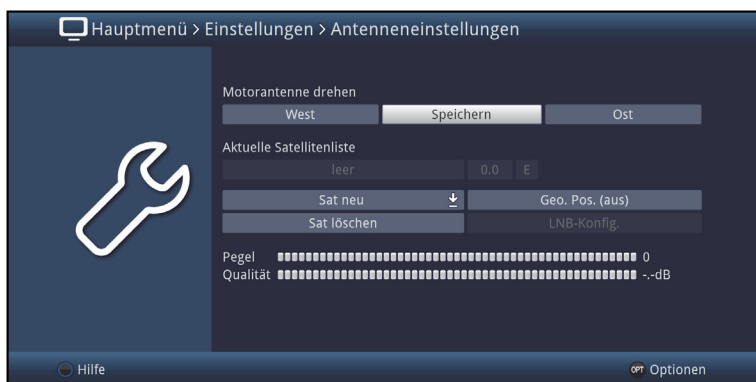 Hauptmenü > Einstellungen > Antenneneinstellungen
Motorantenne drehen
West Speichern Ost
Aktuelle Satellitenliste
leer 0.0 E
Sat neu Geo. Pos. (aus)
Sat löschen LNB-Konfig.
Pegel 0
Qualität -.-dB
Hilfe OPT Optionen